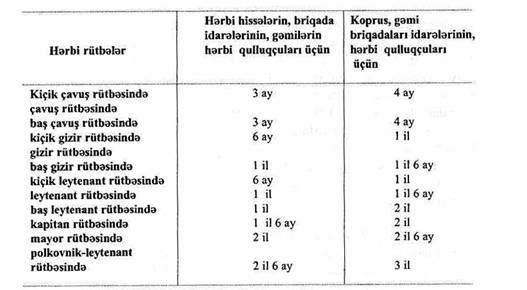 Hərbi rütbələr
Hərbi hissələrin, briqada
idarələrinin, gəmilərin
hərbi qulluqçuları üçün
Koprus, gəmi
briqadaları idarələrinin,
hərbi qulluqçuları
üçün
Kiçik çavuş rütbəsində 3 ay 4 ay
çavuş rütbəsində
baş çavuş rütbəsində 3 ay 4 ay
kiçik gizir rütbəsində 6 ay 1 il
gizir rütbəsində
baş gizir rütbəsində 1 il 1 il 6 ay
kiçik leytenant rütbəsində 6 ay 1 il
leytenant rütbəsində 1 il 1 il 6 ay
baş leytenant rütbəsində 1 il 2 il
kapitan rütbəsində 1 il 6 ay 2 il
mayor rütbəsində 2 il 2 il 6 ay
polkovnik-leytenant
rütbəsində 2 il 6 ay 3 il